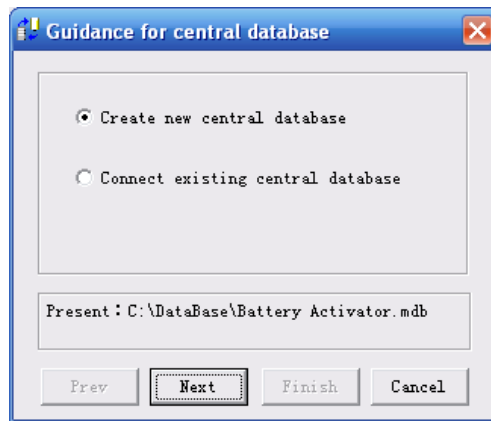 Guidance for central database
Create new central database
Connect existing central database
Present：C:\DataBase\Battery Activator.mdb
Prev Next Finish Cancel